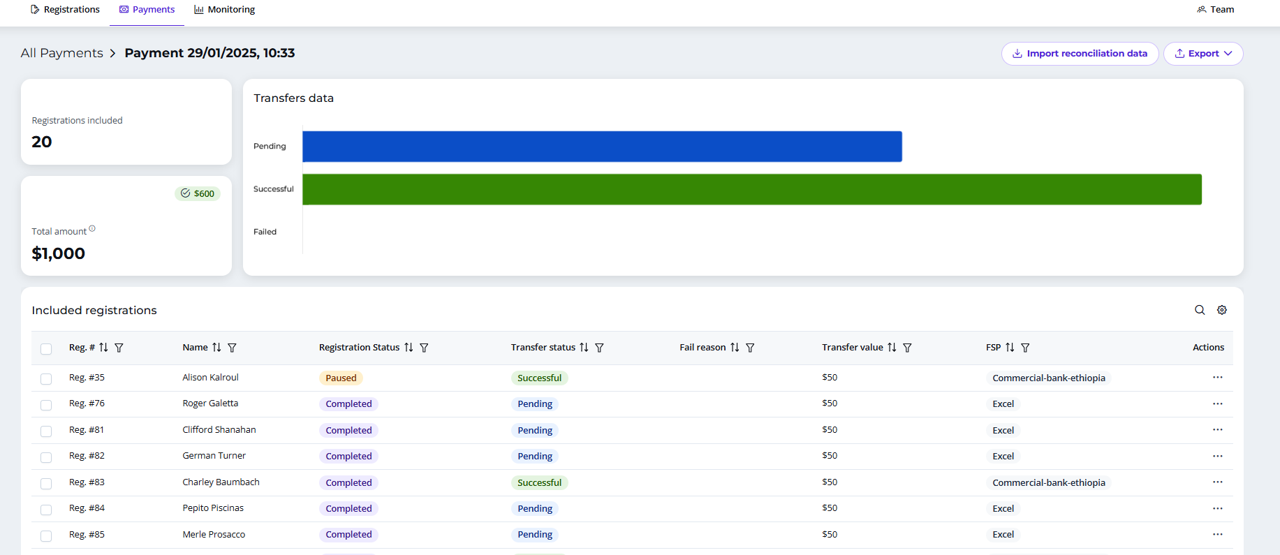 Registrations Payments Monitoring Team
All Payments > Payment 29/01/2025, 10:33
Import reconciliation data Export
Registrations included
20
$600
Total amount
$1,000
Transfers data
Pending
Successful
Failed
Included registrations
Reg. # Name Registration Status Transfer status Fail reason Transfer value FSP Actions
Reg. #35 Alison Kalroul Paused Successful $50 Commercial-bank-ethiopia ...
Reg. #76 Roger Galetta Completed Pending $50 Excel ...
Reg. #81 Clifford Shanahan Completed Pending $50 Excel ...
Reg. #82 German Turner Completed Pending $50 Excel ...
Reg. #83 Charley Baumbach Completed Successful $50 Commercial-bank-ethiopia ...
Reg. #84 Pepito Piscinas Completed Pending $50 Excel ...
Reg. #85 Merle Prosacco Completed Pending $50 Excel ...